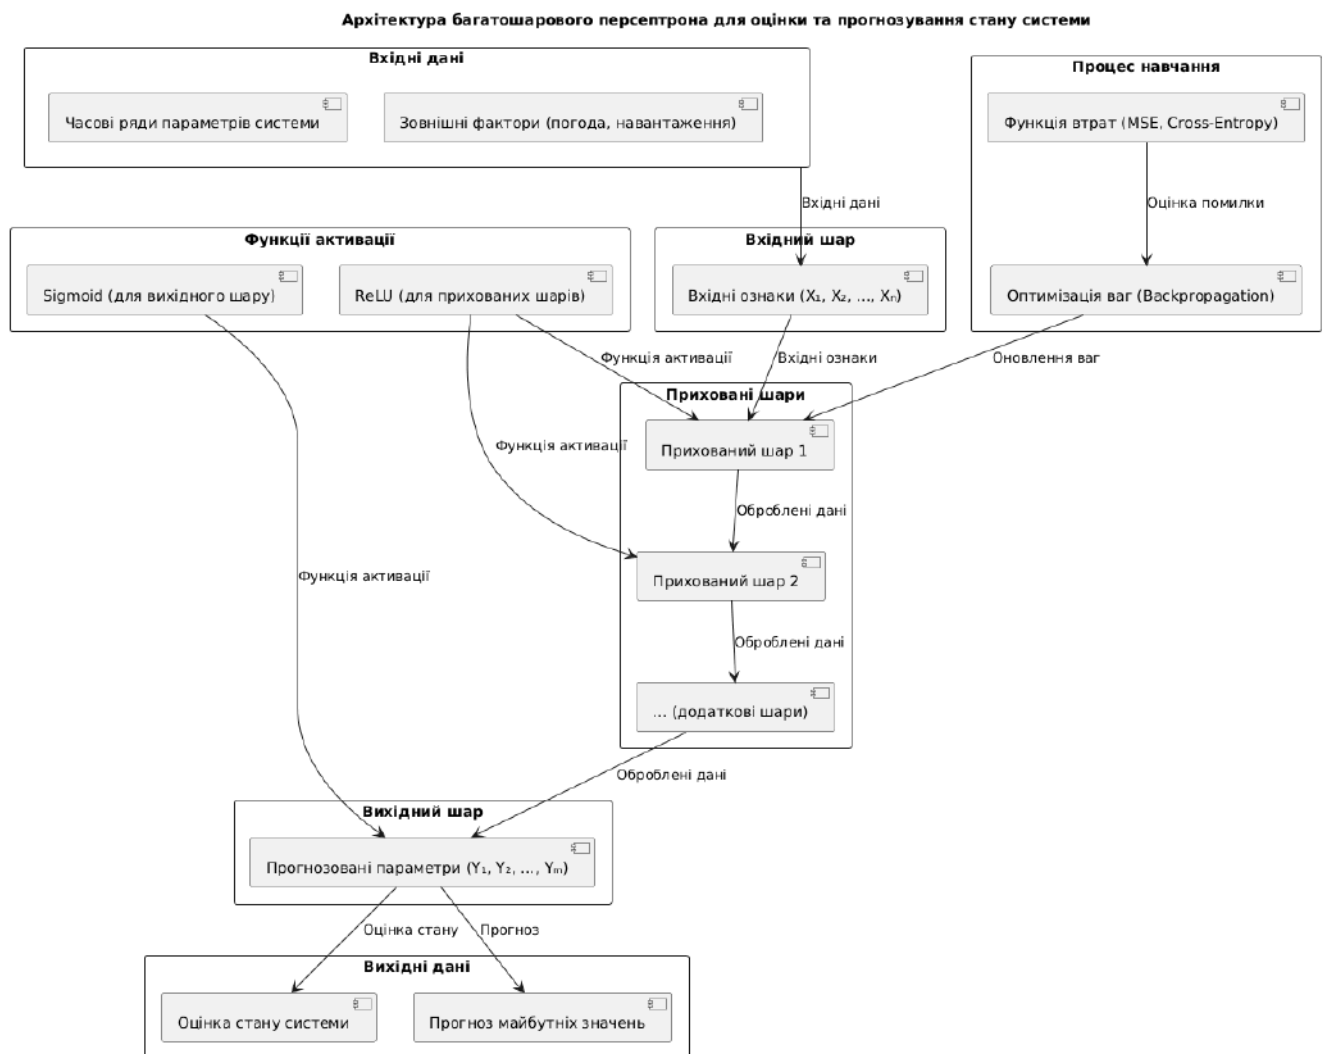 Архітектура багатошарового персептрона для оцінки та прогнозування стану системи
Вхідні дані
Часові ряди параметрів системи
Зовнішні фактори (погода, навантаження)
Процес навчання
Функція втрат (MSE, Cross-Entropy)
Вхідні дані
Оцінка помилки
Функції активації
Sigmoid (для вихідного шару)
ReLU (для прихованих шарів)
Вхідний шар
Вхідні ознаки (X₁, X₂, ..., Xₙ)
Оптимізація ваг (Backpropagation)
Функція активації
Вхідні ознаки
Оновлення ваг
Приховані шари
Прихований шар 1
Функція активації
Оброблені дані
Функція активації
Прихований шар 2
Оброблені дані
... (додаткові шари)
Оброблені дані
Вихідний шар
Прогнозовані параметри (Y₁, Y₂, ..., Yₘ)
Оцінка стану
Прогноз
Вихідні дані
Оцінка стану системи
Прогноз майбутніх значень